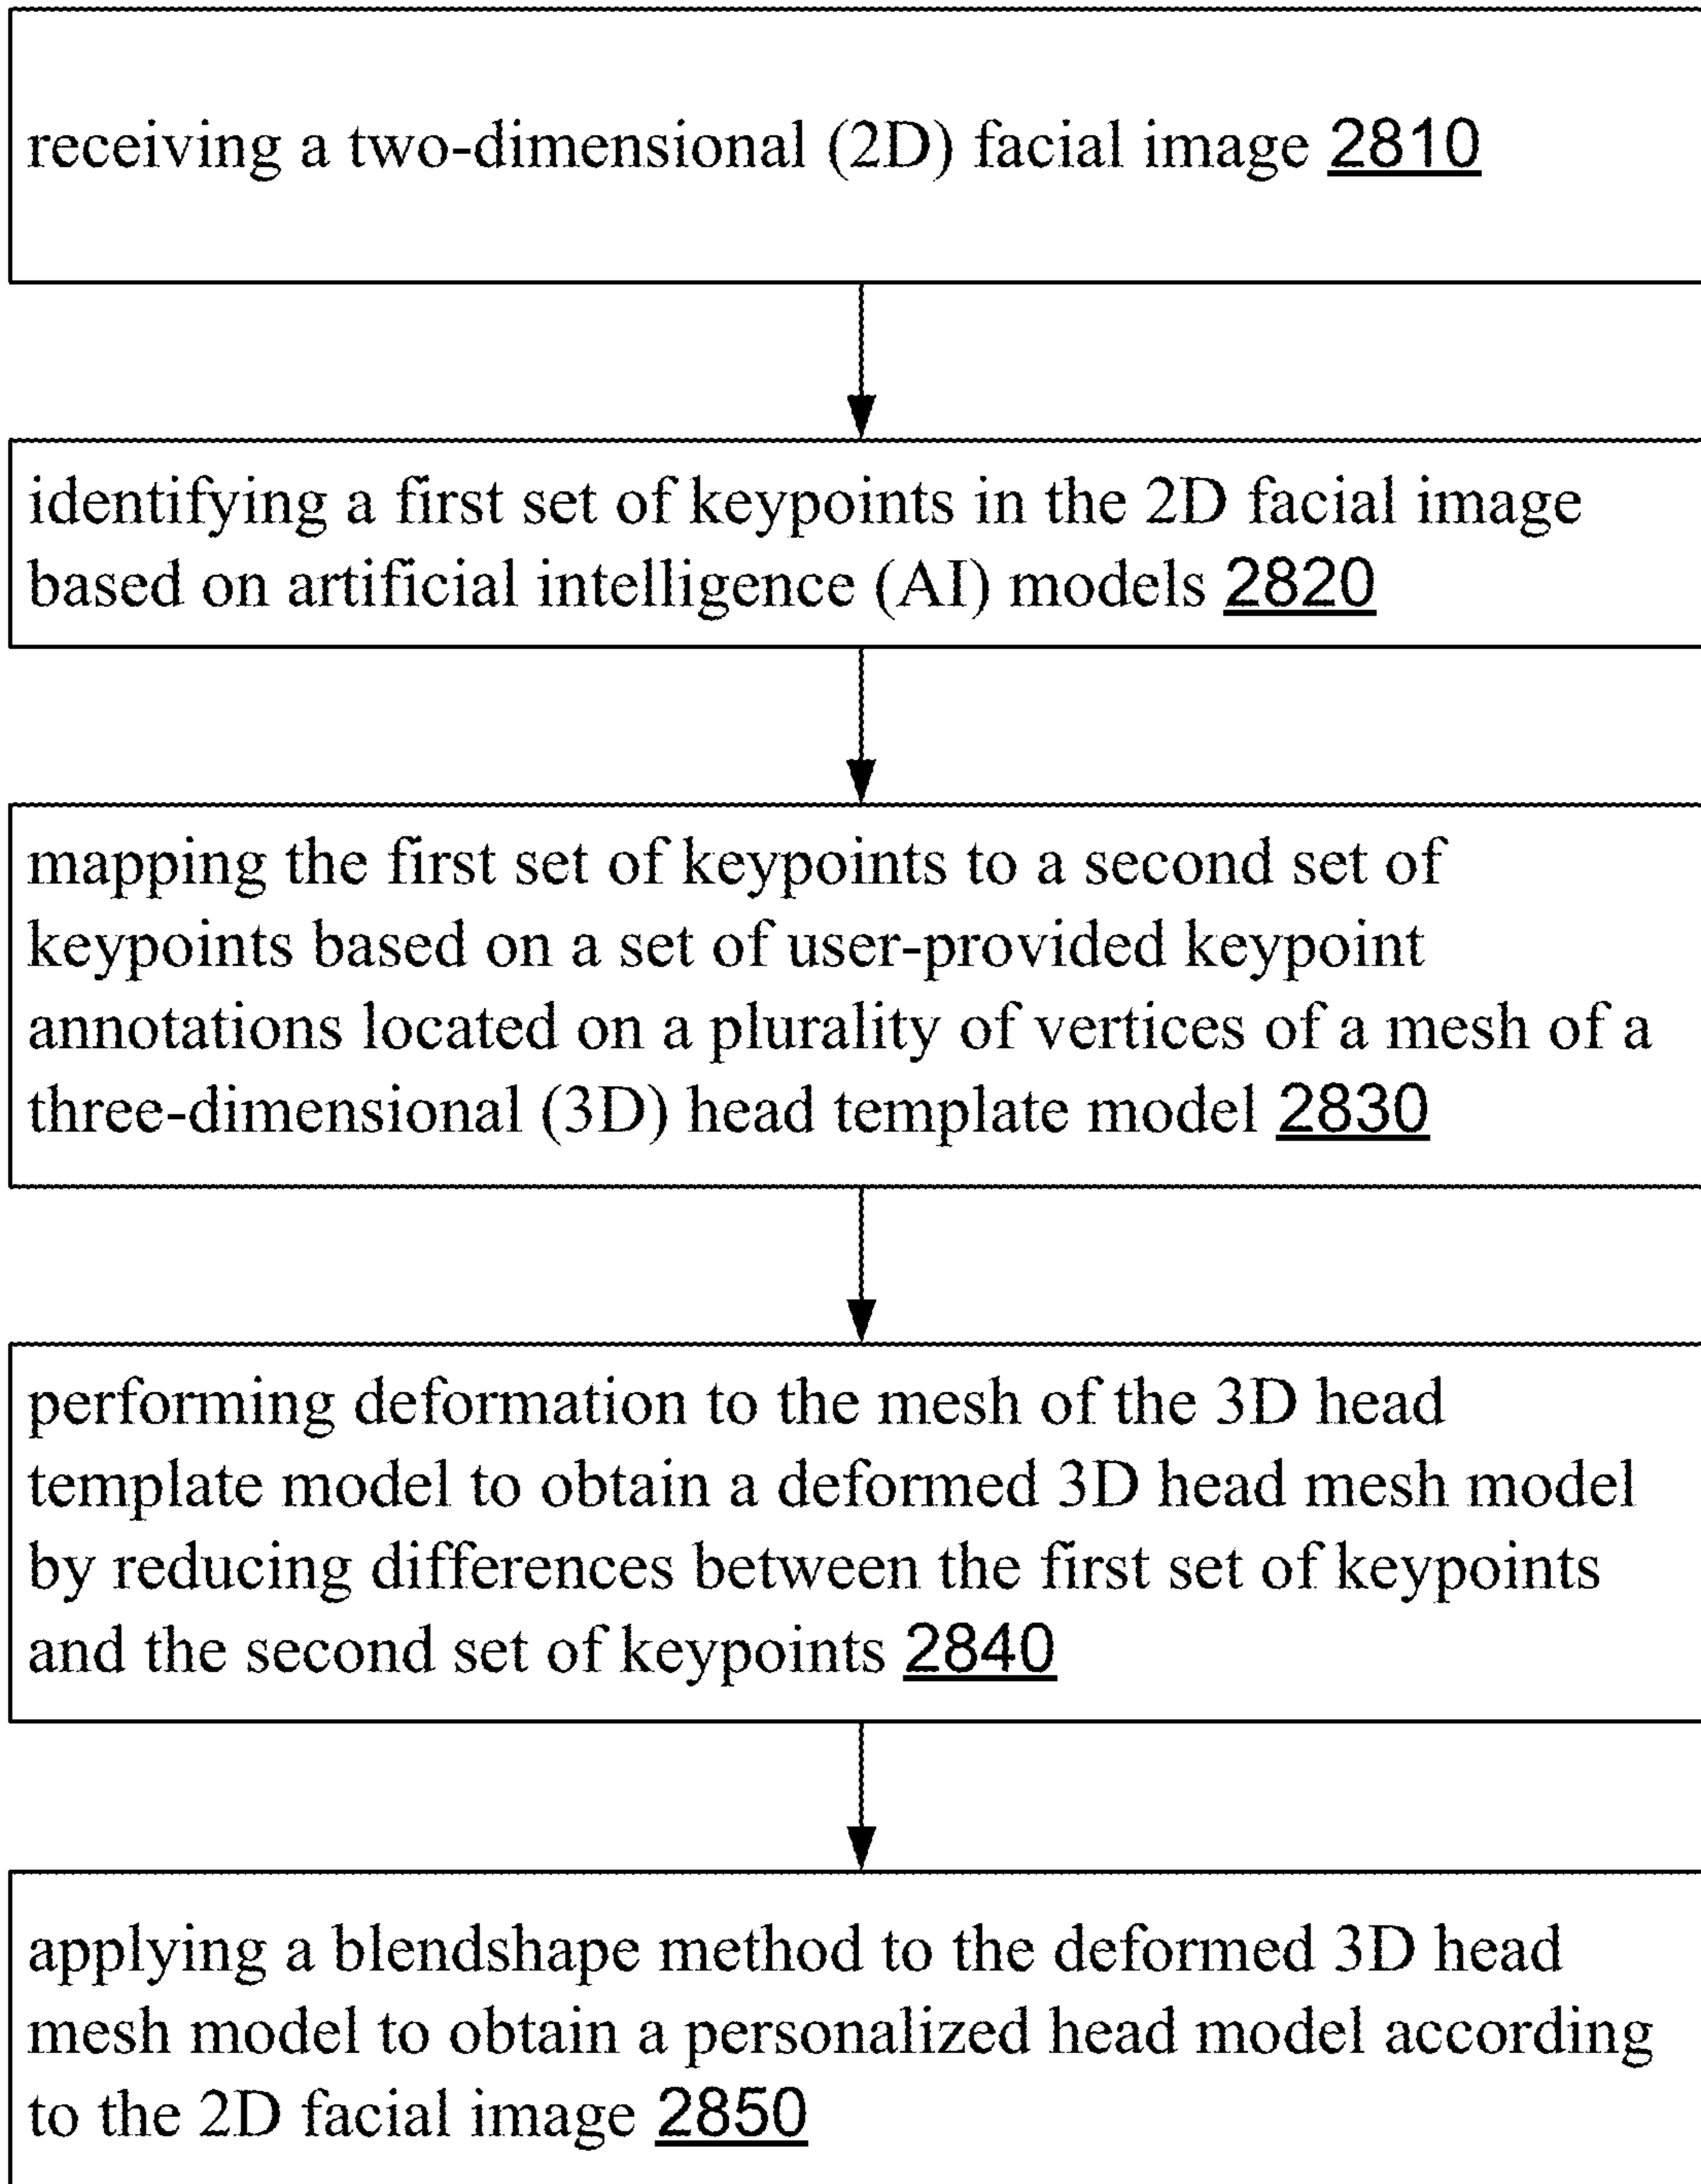 receiving a two-dimensional (2D) facial image 2810
identifying a first set of keypoints in the 2D facial image
based on artificial intelligence (AI) models 2820
mapping the first set of keypoints to a second set of
keypoints based on a set of user-provided keypoint
annotations located on a plurality of vertices of a mesh of a
three-dimensional (3D) head template model 2830
performing deformation to the mesh of the 3D head
template model to obtain a deformed 3D head mesh model
by reducing differences between the first set of keypoints
and the second set of keypoints 2840
applying a blendshape method to the deformed 3D head
mesh model to obtain a personalized head model according
to the 2D facial image 2850